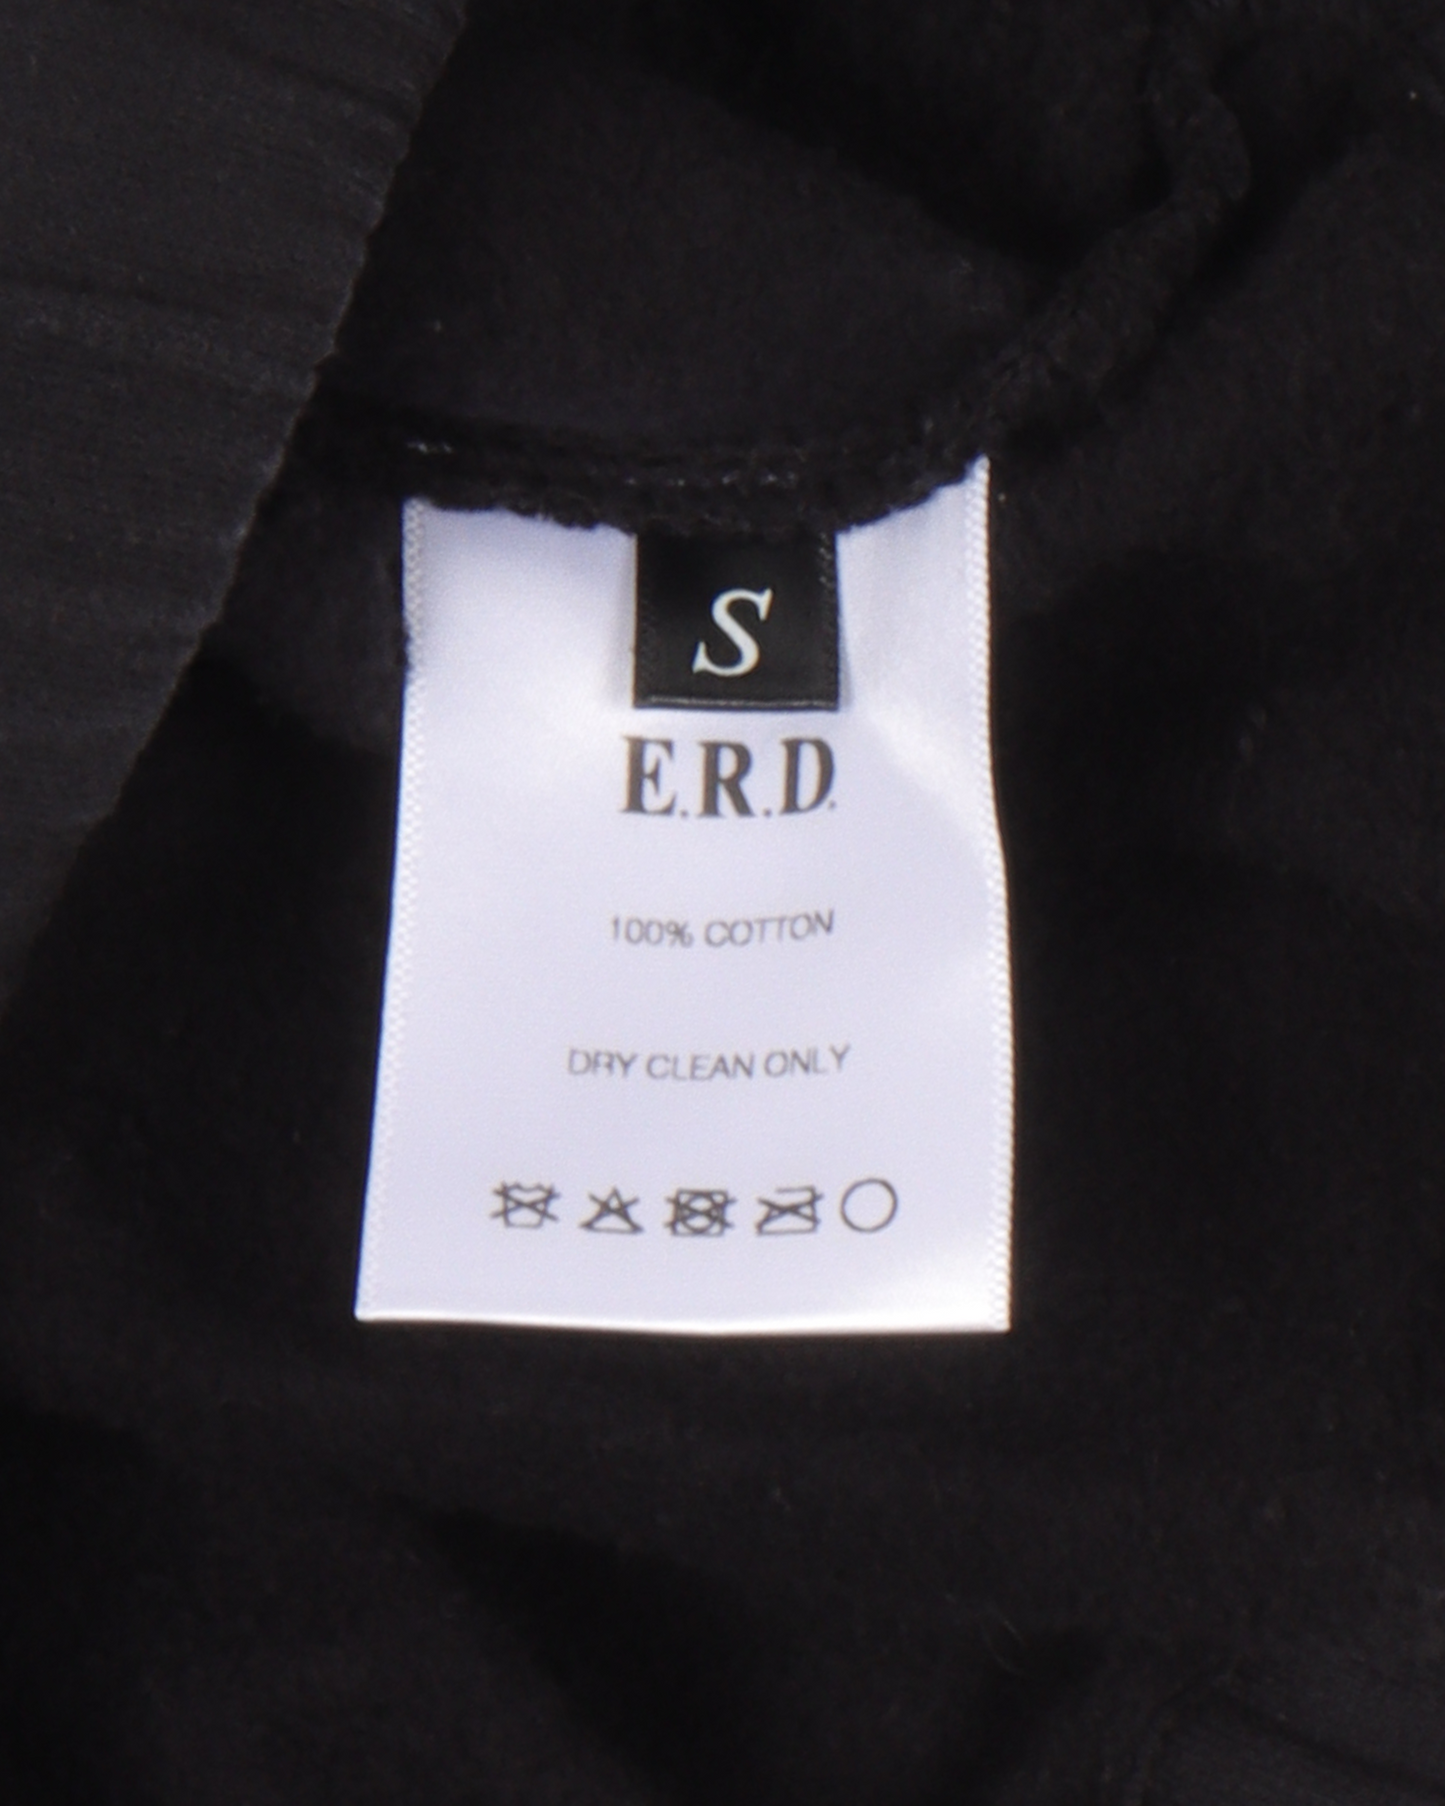 S
E.R.D.
100% COTTON
DRY CLEAN ONLY